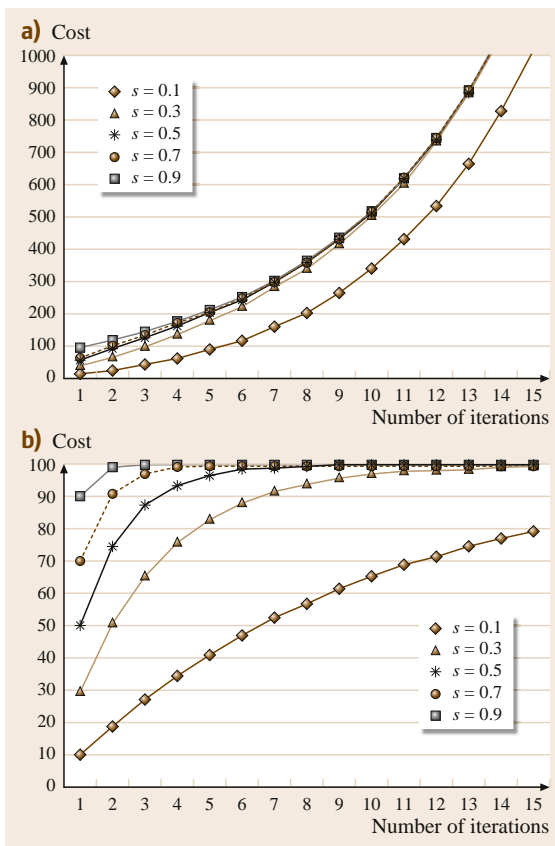 a) Cost
1000
900
800
700
600
500
400
300
200
100
0
s = 0.1
s = 0.3
s = 0.5
s = 0.7
s = 0.9
1 2 3 4 5 6 7 8 9 10 11 12 13 14 15
Number of iterations
b) Cost
100
90
80
70
60
50
40
30
20
10
0
s = 0.1
s = 0.3
s = 0.5
s = 0.7
s = 0.9
1 2 3 4 5 6 7 8 9 10 11 12 13 14 15
Number of iterations